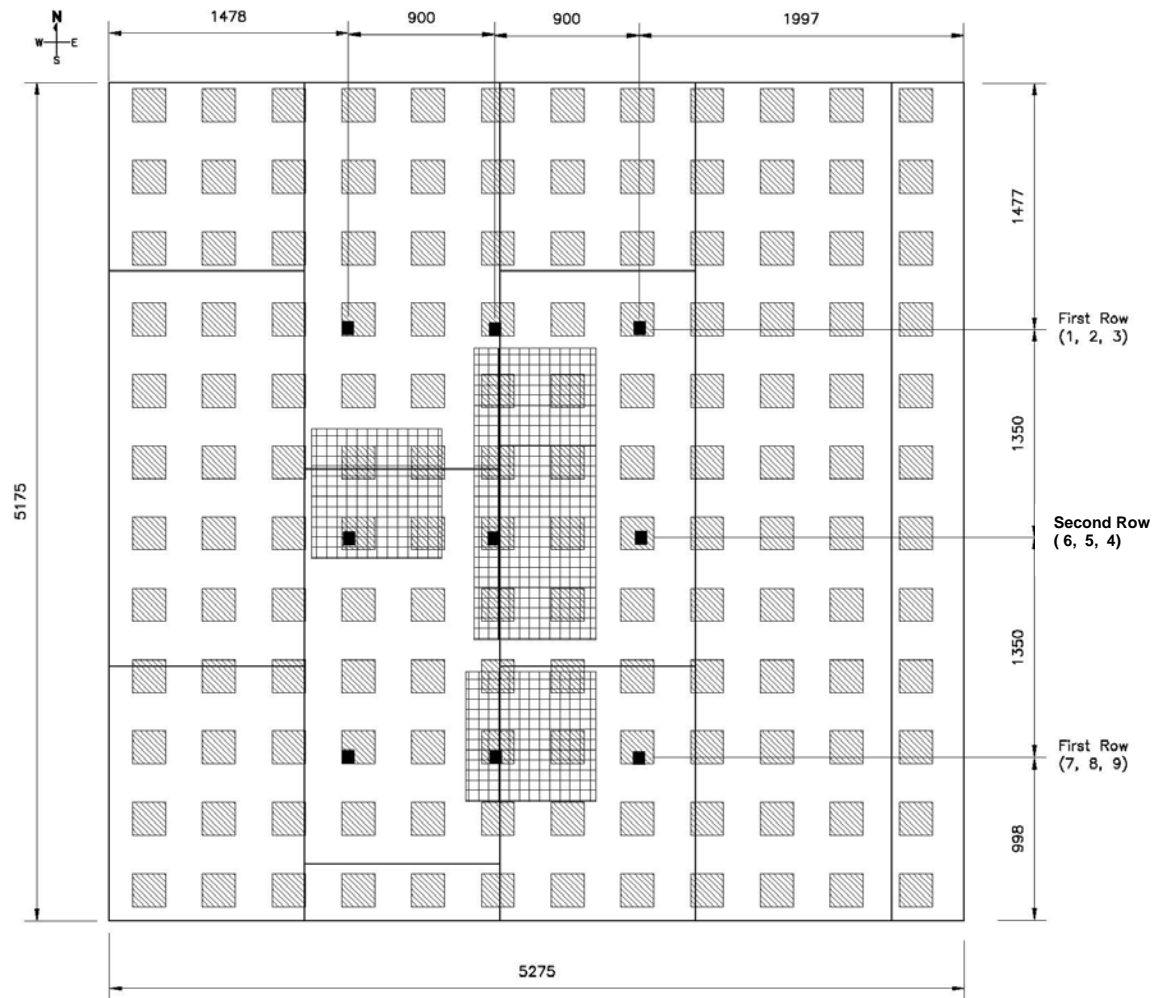 1478
900
900
1997
N
W
E
S
5175
1477
First Row
(1, 2, 3)
1350
Second Row
( 6, 5, 4)
1350
First Row
(7, 8, 9)
998
5275